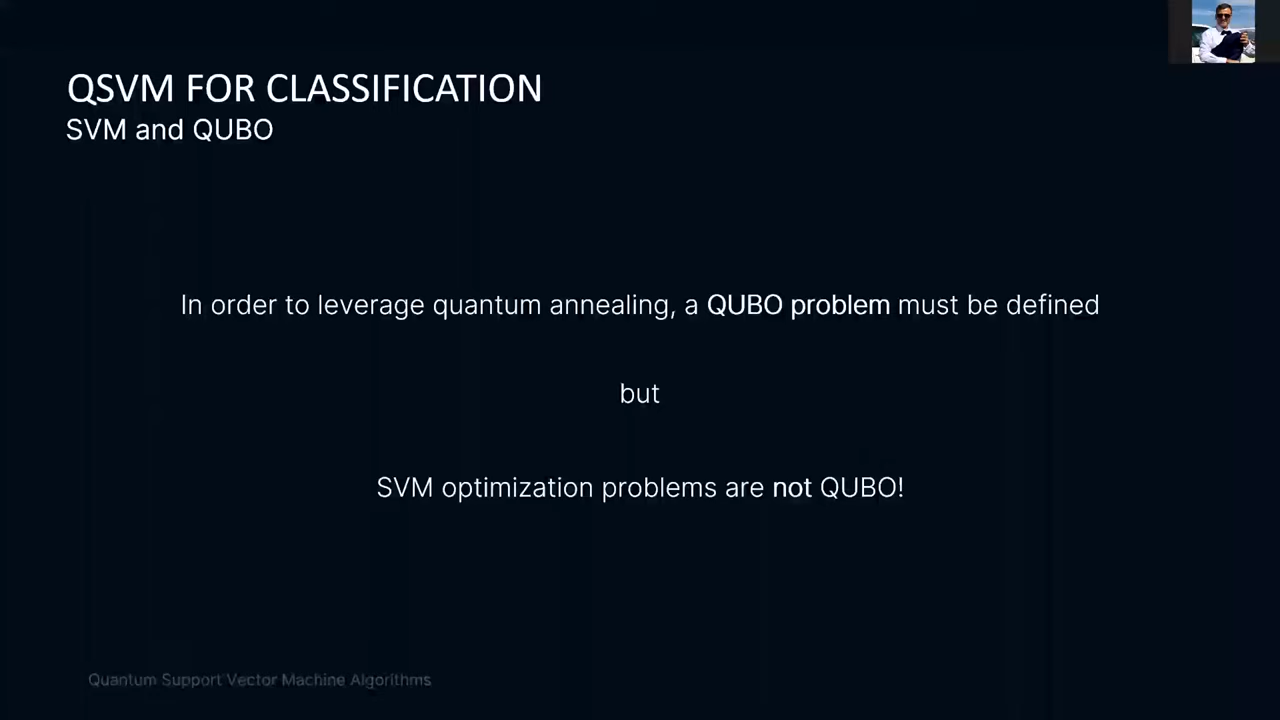 QSVM FOR CLASSIFICATION
SVM and QUBO
In order to leverage quantum annealing, a QUBO problem must be defined
but
SVM optimization problems are not QUBO!
Quantum Support Vector Machine Algorithms